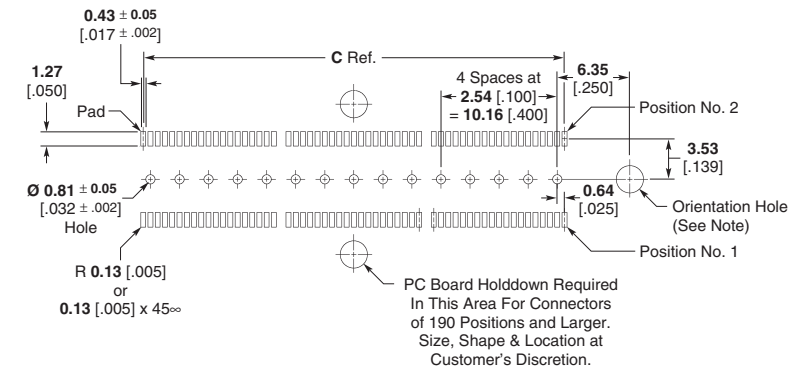 0.43 ± 0.05
[.017 ± .002]
C Ref.
1.27
[.050]
Pad
4 Spaces at
2.54 [.100]
= 10.16 [.400]
6.35
[.250]
Position No. 2
3.53
[.139]
Ø 0.81 ± 0.05
[.032 ± .002]
Hole
0.64
[.025]
Orientation Hole
(See Note)
Position No. 1
R 0.13 [.005]
or
0.13 [.005] x 45∞
PC Board Holddown Required
In This Area For Connectors
of 190 Positions and Larger.
Size, Shape & Location at
Customer's Discretion.